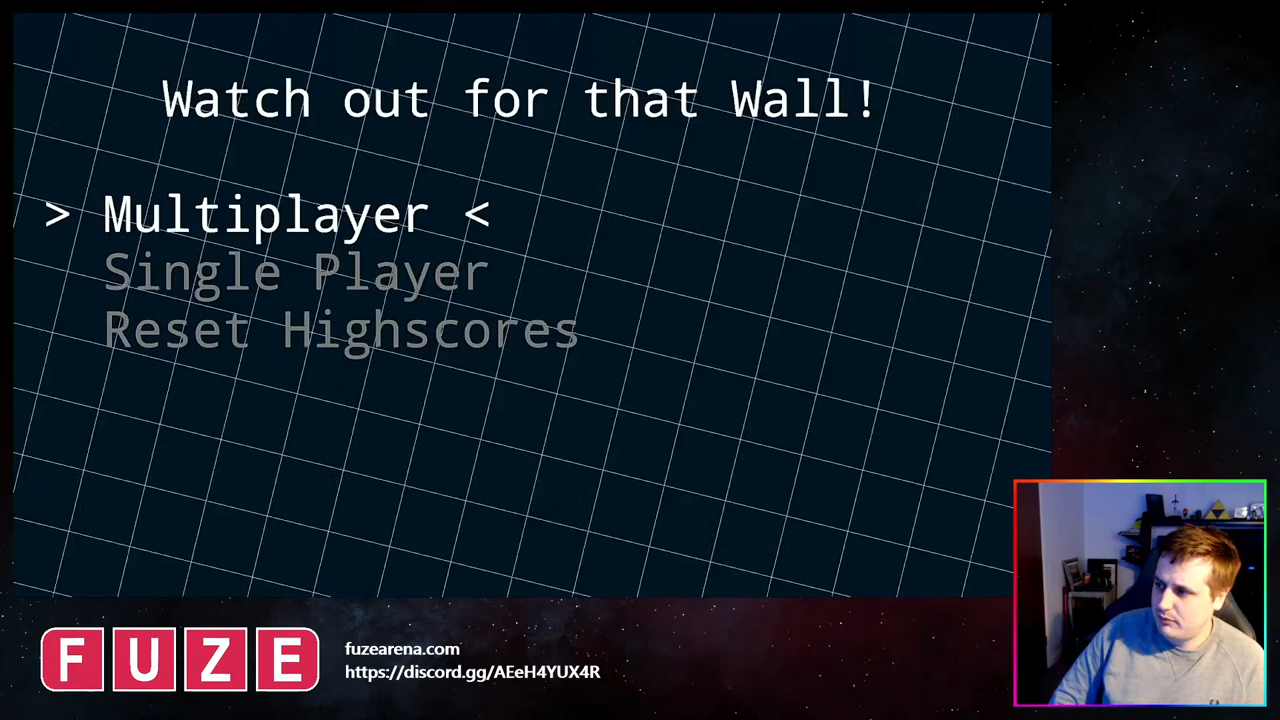 Watch out for that Wall!
> Multiplayer <
Single Player
Reset Highscores
FUZE
fuzearena.com
https://discord.gg/AEeH4YUX4R